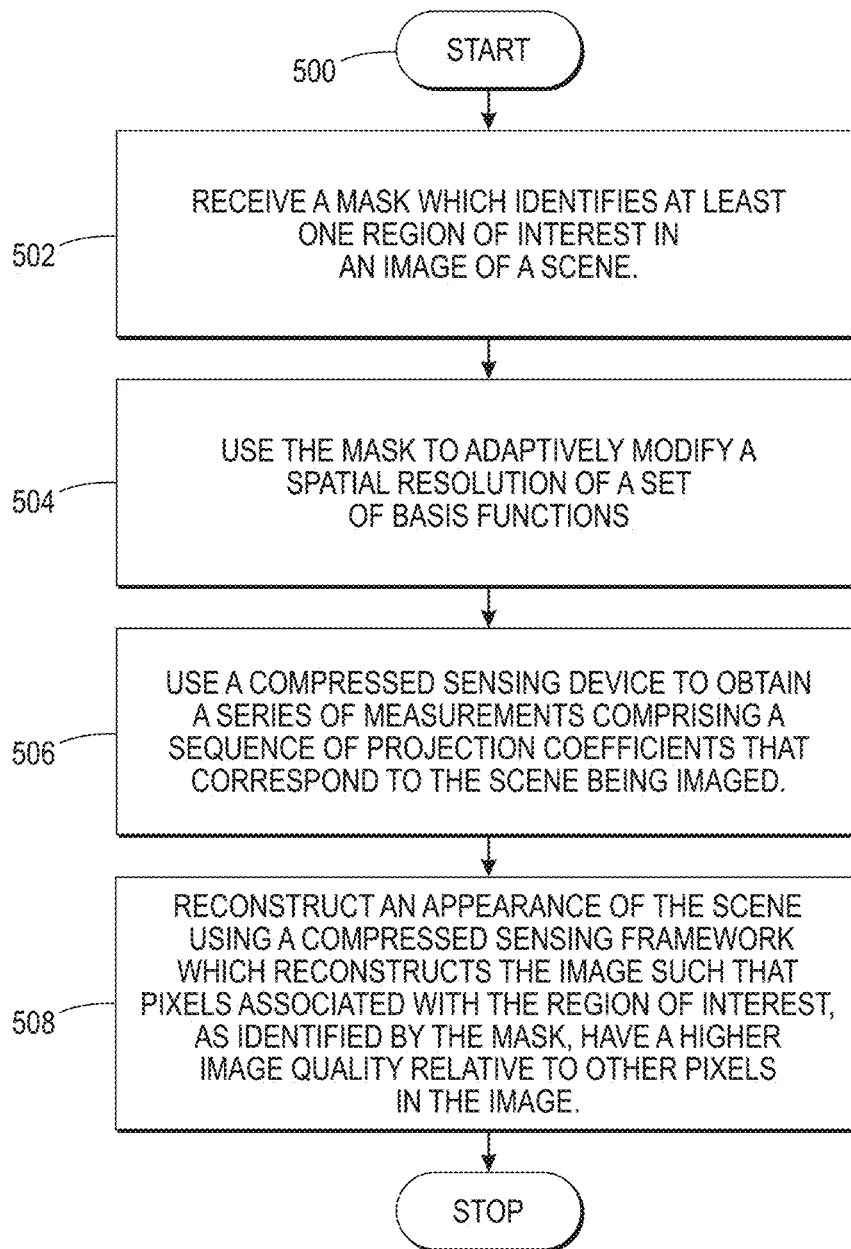 500
START
502
RECEIVE A MASK WHICH IDENTIFIES AT LEAST
ONE REGION OF INTEREST IN
AN IMAGE OF A SCENE.
504
USE THE MASK TO ADAPTIVELY MODIFY A
SPATIAL RESOLUTION OF A SET
OF BASIS FUNCTIONS
506
USE A COMPRESSED SENSING DEVICE TO OBTAIN
A SERIES OF MEASUREMENTS COMPRISING A
SEQUENCE OF PROJECTION COEFFICIENTS THAT
CORRESPOND TO THE SCENE BEING IMAGED.
508
RECONSTRUCT AN APPEARANCE OF THE SCENE
USING A COMPRESSED SENSING FRAMEWORK
WHICH RECONSTRUCTS THE IMAGE SUCH THAT
PIXELS ASSOCIATED WITH THE REGION OF INTEREST,
AS IDENTIFIED BY THE MASK, HAVE A HIGHER
IMAGE QUALITY RELATIVE TO OTHER PIXELS
IN THE IMAGE.
STOP